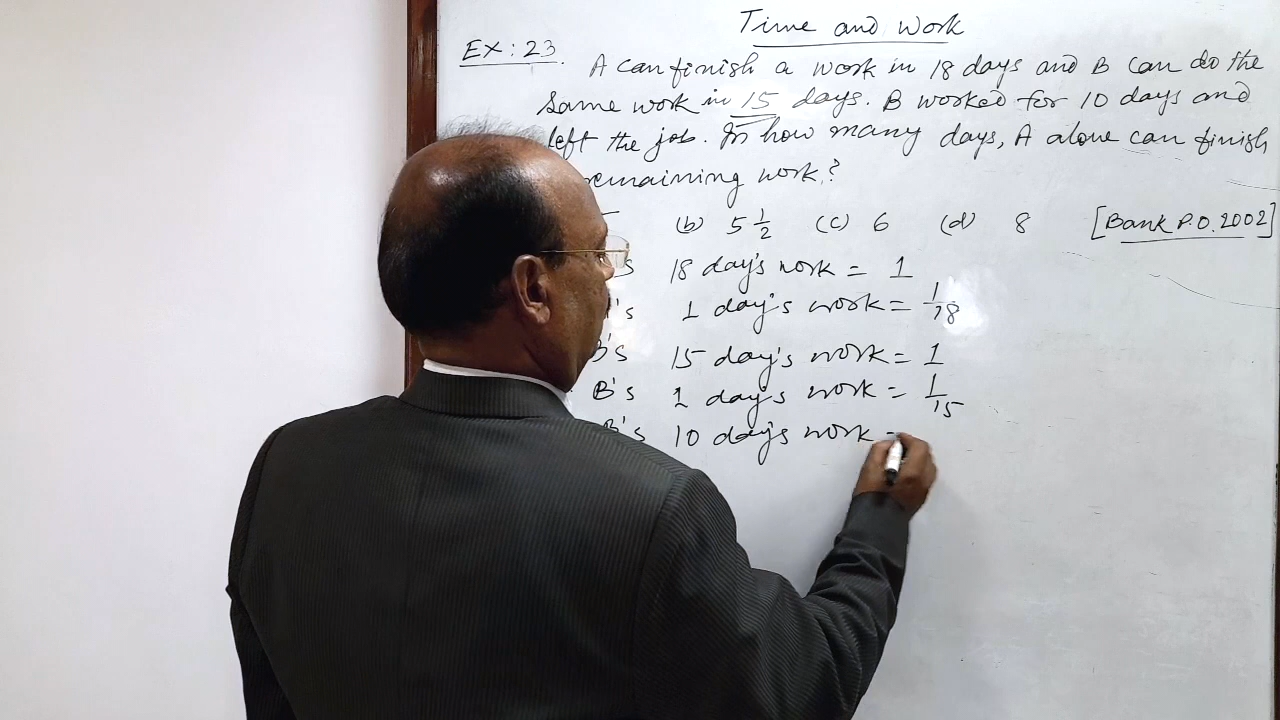 Time and Work
EX: 23. A can finish a work in 18 days and B can do the
same work in 15 days. B worked for 10 days and
left the job. In how many days, A alone can finish
remaining work?
(b) 5 1/2 (c) 6 (d) 8 [Bank P.O. 2002]
18 day's work = 1
's 1 day's work = 1/18
B's 15 day's work = 1
B's 1 day's work = 1/15
B's 10 day's work =